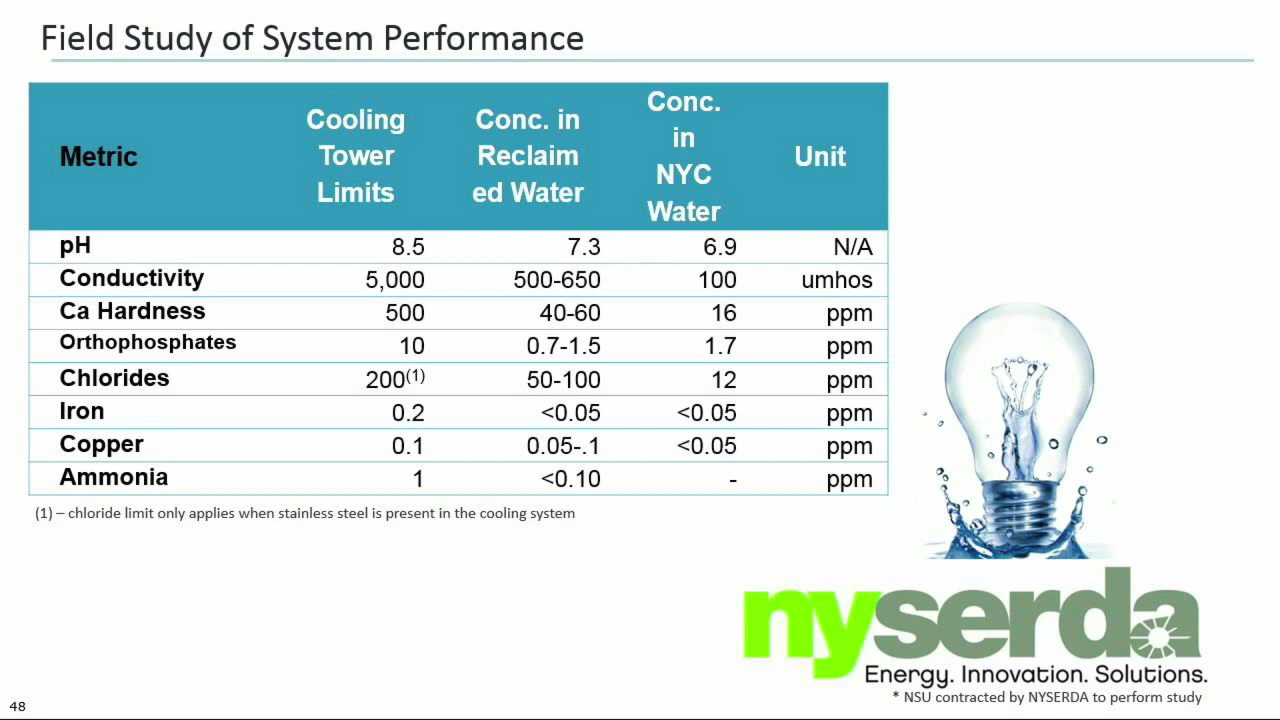 Field Study of System Performance
Metric Cooling Tower Limits Conc. in Reclaim ed Water Conc. in NYC Water Unit
pH 8.5 7.3 6.9 N/A
Conductivity 5,000 500-650 100 umhos
Ca Hardness 500 40-60 16 ppm
Orthophosphates 10 0.7-1.5 1.7 ppm
Chlorides 200(1) 50-100 12 ppm
Iron 0.2 <0.05 <0.05 ppm
Copper 0.1 0.05-.1 <0.05 ppm
Ammonia 1 <0.10 - ppm
(1) – chloride limit only applies when stainless steel is present in the cooling system
nyserda
Energy. Innovation. Solutions.
* NSU contracted by NYSERDA to perform study
48